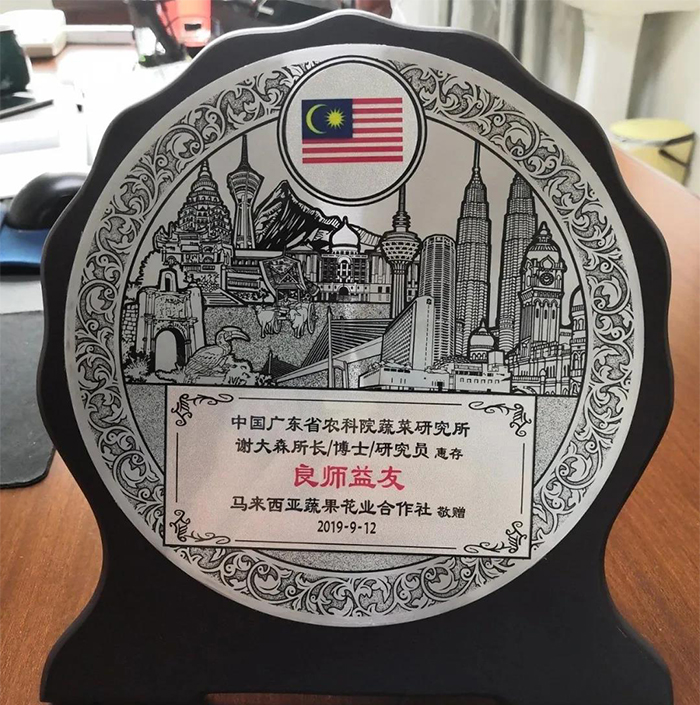 中国广东省农科院蔬菜研究所
谢大森所长/博士/研究员 惠存
良师益友
马来西亚蔬果花业合作社 敬赠
2019-9-12